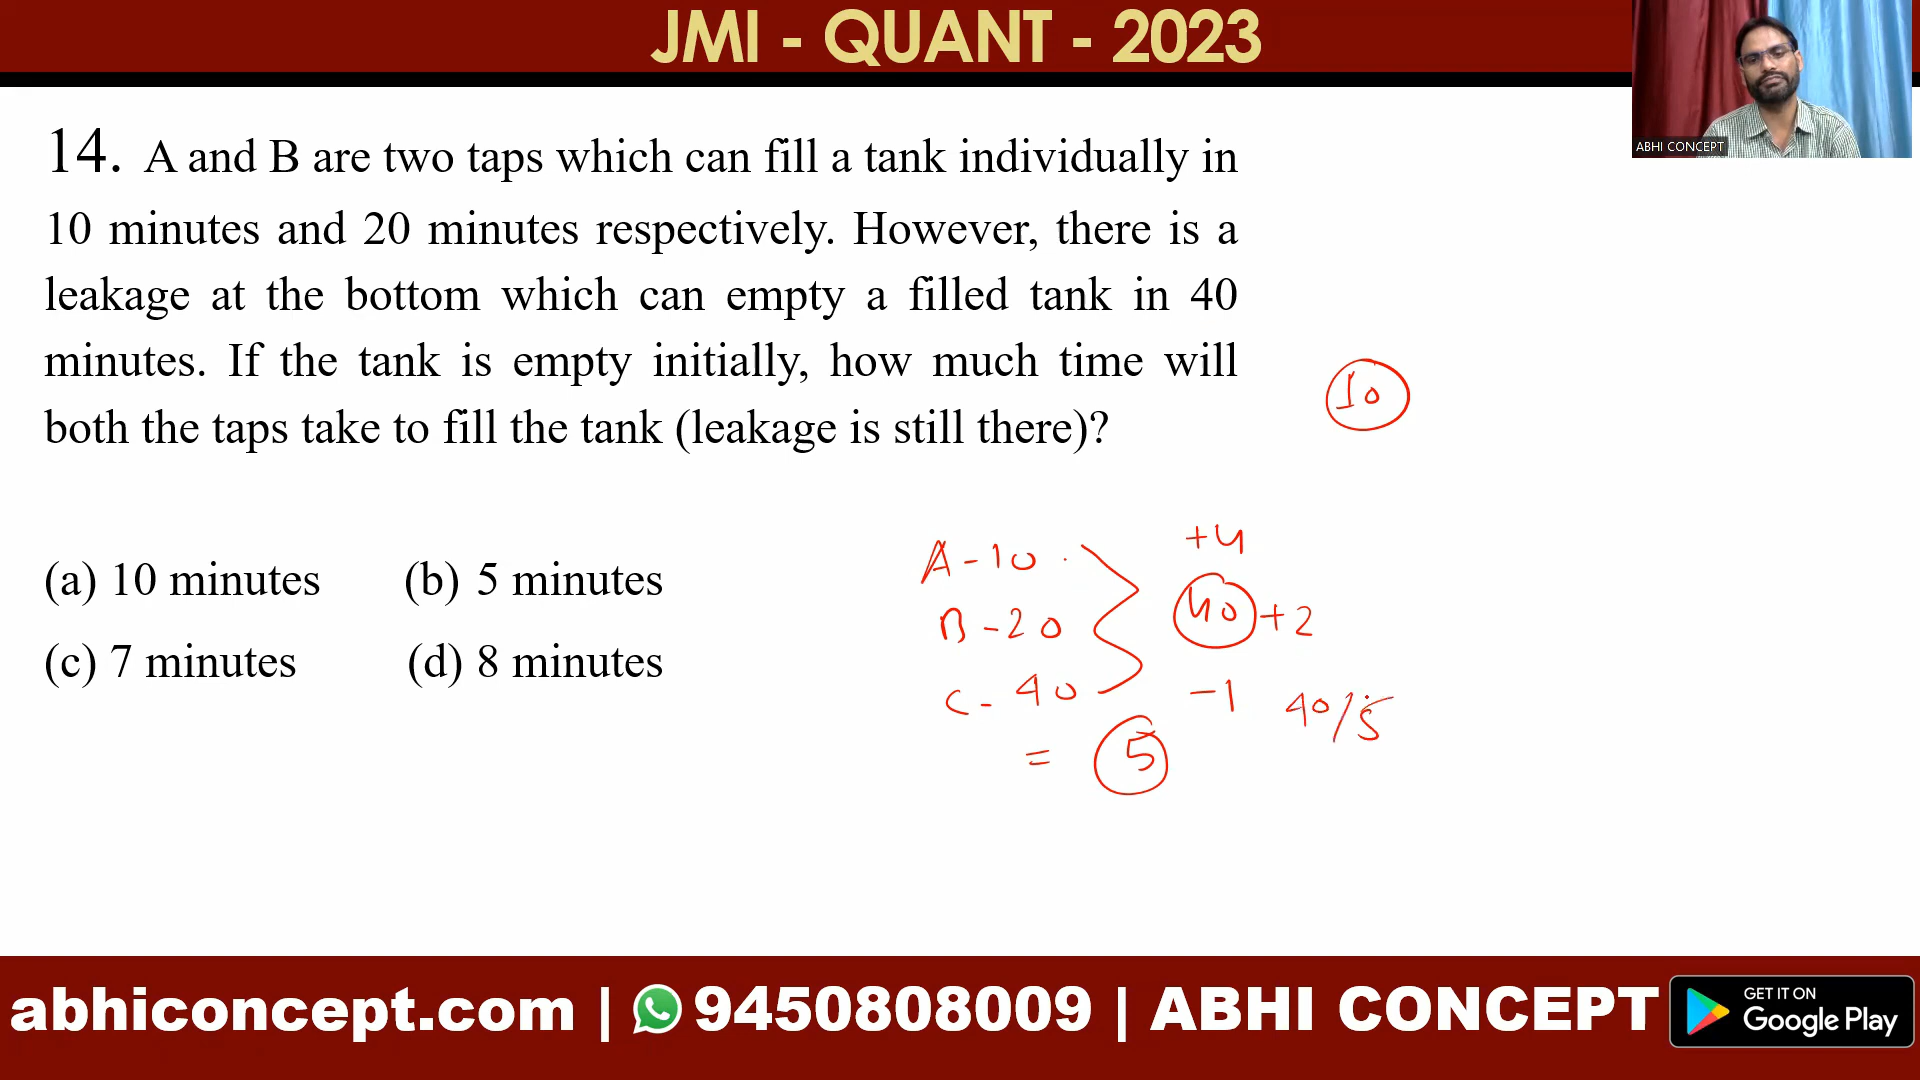 JMI - QUANT - 2023
ABHI CONCEPT
14. A and B are two taps which can fill a tank individually in
10 minutes and 20 minutes respectively. However, there is a
leakage at the bottom which can empty a filled tank in 40
minutes. If the tank is empty initially, how much time will
both the taps take to fill the tank (leakage is still there)?
10
(a) 10 minutes (b) 5 minutes
(c) 7 minutes (d) 8 minutes
A - 10 +4
B - 20 40 +2
C - 40 -1 40/5
= 5
abhiconcept.com | 9450808009 | ABHI CONCEPT
GET IT ON
Google Play